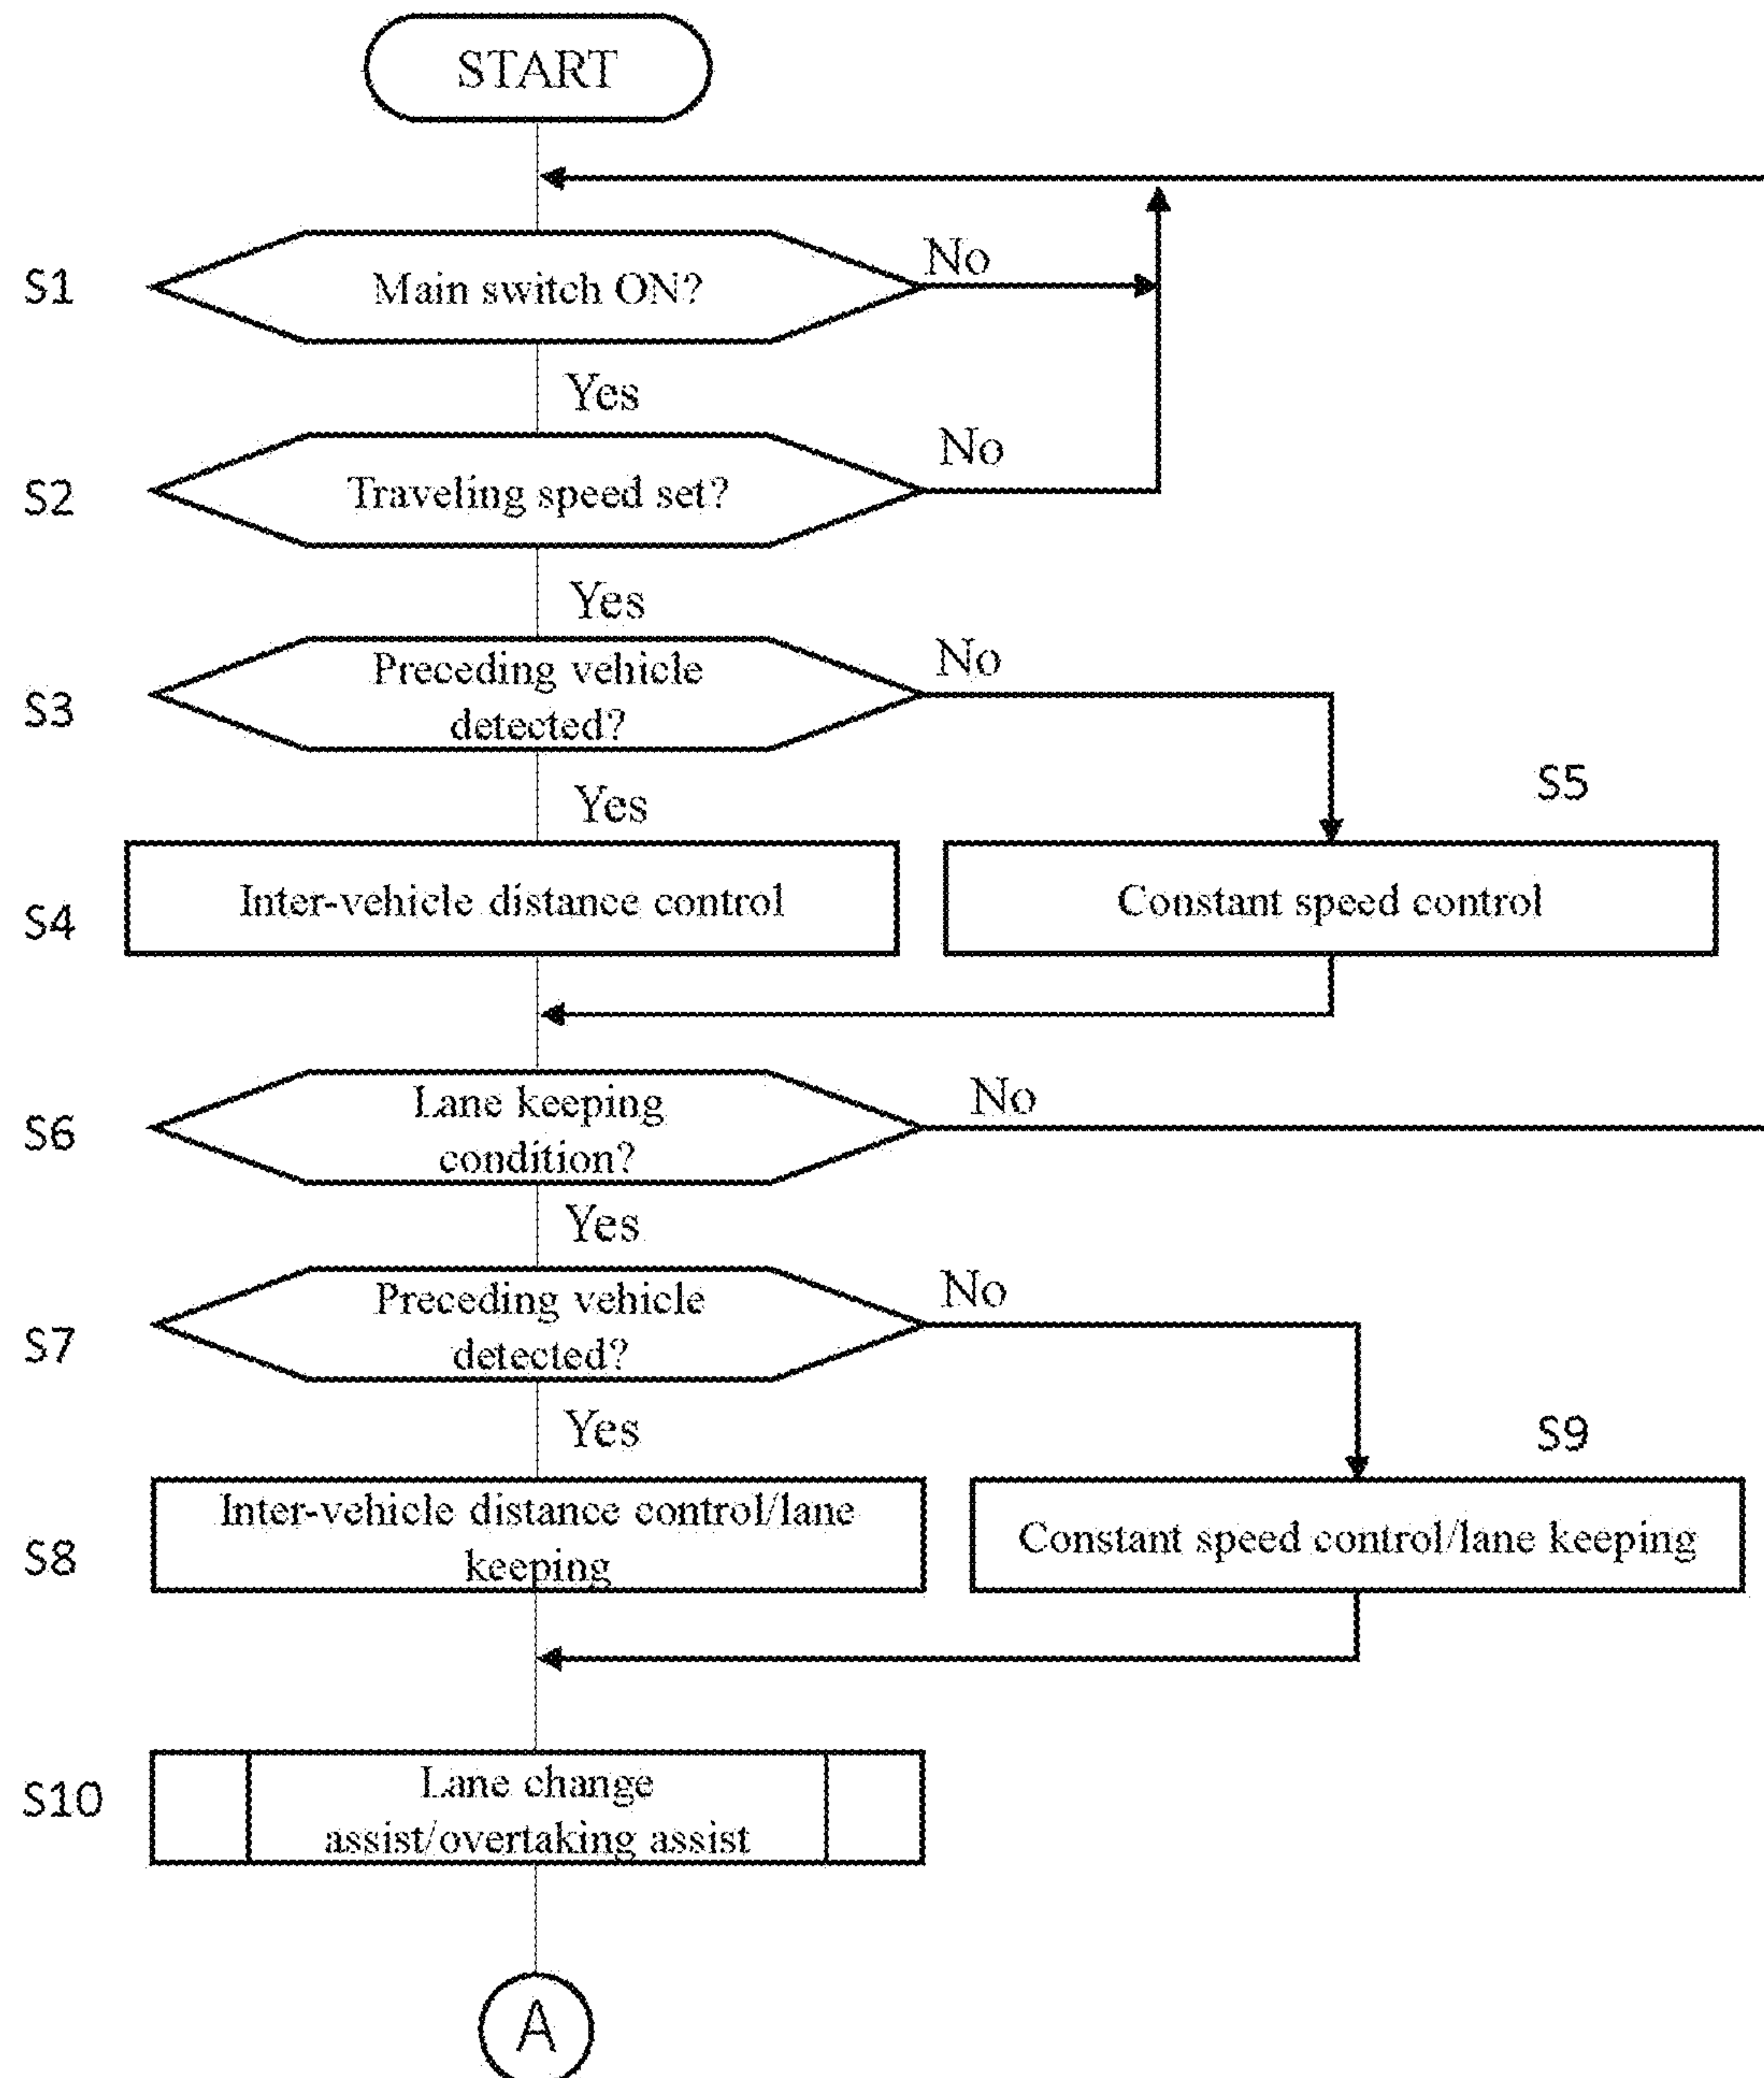 START
S1
Main switch ON?
No
Yes
S2
Traveling speed set?
No
Yes
S3
Preceding vehicle
detected?
No
Yes
S5
S4
Inter-vehicle distance control
Constant speed control
S6
Lane keeping
condition?
No
Yes
S7
Preceding vehicle
detected?
No
Yes
S9
S8
Inter-vehicle distance control/lane
keeping
Constant speed control/lane keeping
S10
Lane change
assist/overtaking assist
A